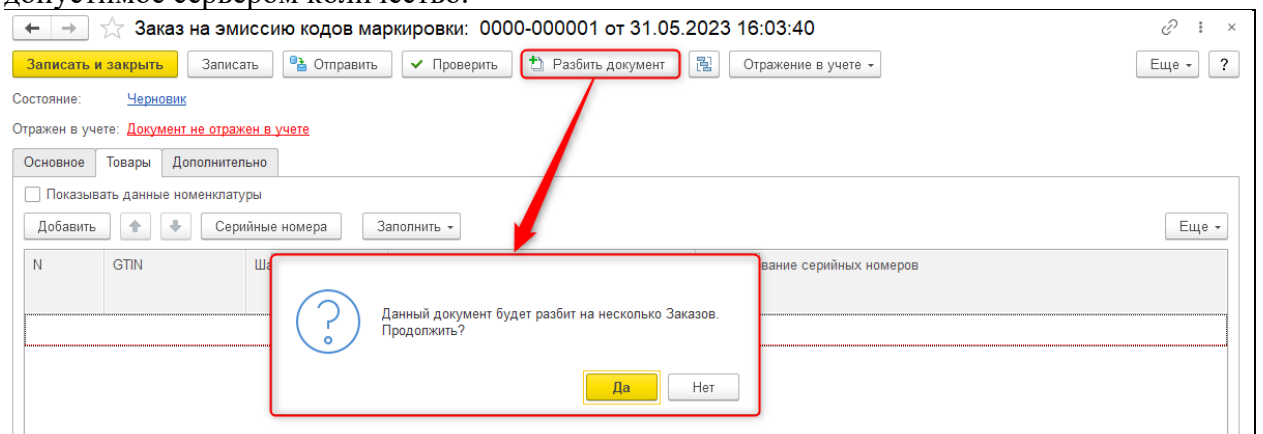 допустимое сервером количество.
Заказ на эмиссию кодов маркировки: 0000-000001 от 31.05.2023 16:03:40
Записать и закрыть Записать Отправить Проверить Разбить документ Отражение в учете Еще ?
Состояние: Черновик
Отражен в учете: Документ не отражен в учете
Основное Товары Дополнительно
Показывать данные номенклатуры
Добавить Серийные номера Заполнить Еще
N GTIN вание серийных номеров
Данный документ будет разбит на несколько Заказов.
Продолжить?
Да Нет